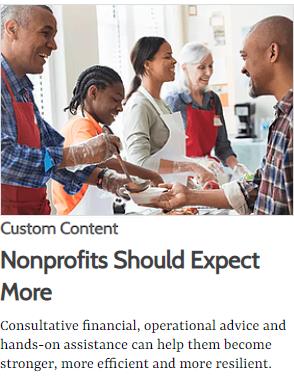 Custom Content
Nonprofits Should Expect
More
Consultative financial, operational advice and
hands-on assistance can help them become
stronger, more efficient and more resilient.